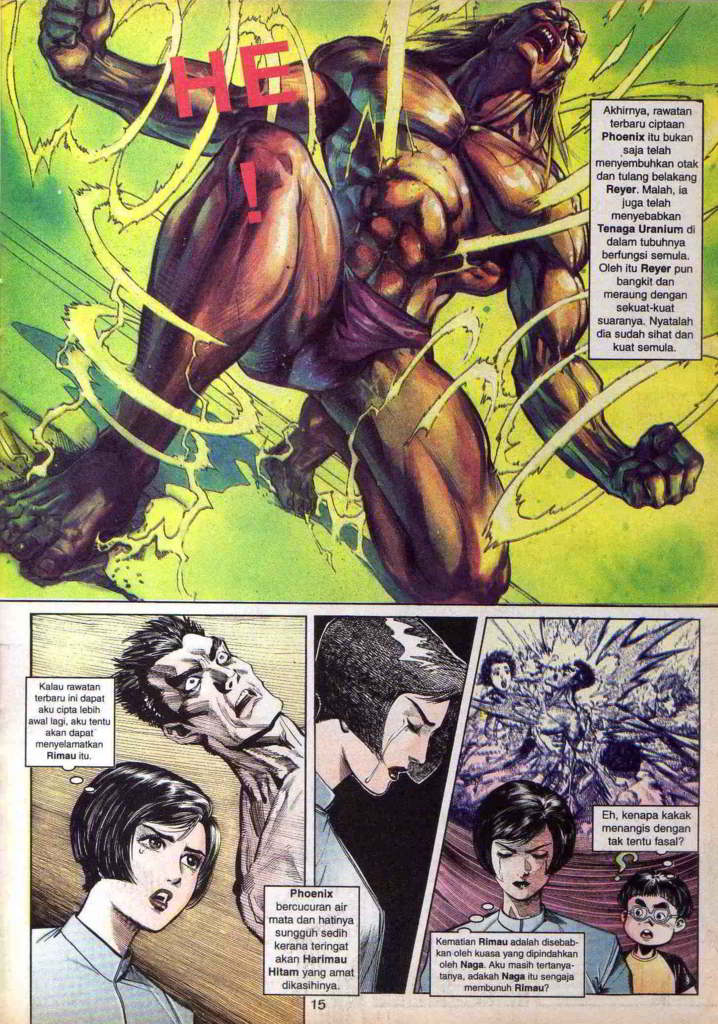 HE
!
Akhirnya, rawatan
terbaru ciptaan
Phoenix itu bukan
saja telah
menyembuhkan otak
dan tulang belakang
Reyer. Malah, ia
juga telah
menyebabkan
Tenaga Uranium di
dalam tubuhnya
berfungsi semula.
Oleh itu Reyer pun
bangkit dan
meraung dengan
sekuat-kuat
suaranya. Nyatalah
dia sudah sihat dan
kuat semula.
Kalau rawatan
terbaru ini dapat
aku cipta lebih
awal lagi, aku tentu
akan dapat
menyelamatkan
Rimau itu.
Phoenix
bercucuran air
mata dan hatinya
sungguh sedih
kerana teringat
akan Harimau
Hitam yang amat
dikasihinya.
Eh, kenapa kakak
menangis dengan
tak tentu fasal?
?
Kematian Rimau adalah disebab-
kan oleh kuasa yang dipindahkan
oleh Naga. Aku masih tertanya-
tanya, adakah Naga itu sengaja
membunuh Rimau?
15